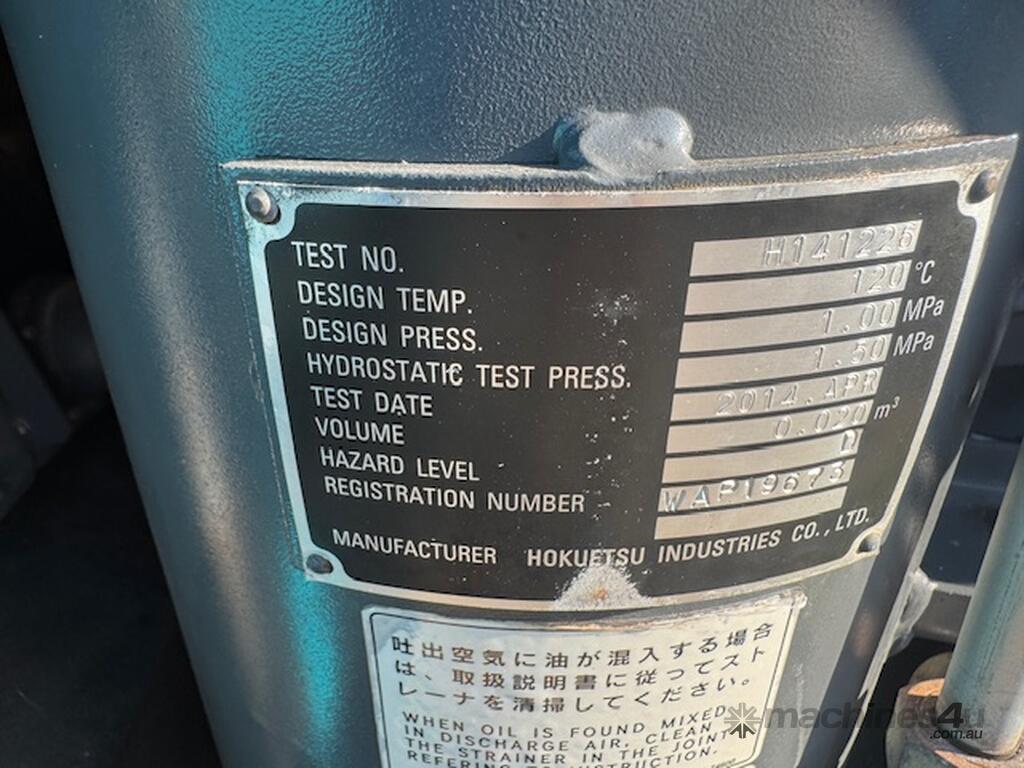 TEST NO. H141226
DESIGN TEMP. 120 °C
DESIGN PRESS. 1.00 MPa
HYDROSTATIC TEST PRESS. 1.50 MPa
TEST DATE 2014.APR
VOLUME 0.020 m³
HAZARD LEVEL D
REGISTRATION NUMBER WAP19673
MANUFACTURER HOKUETSU INDUSTRIES CO., LTD.
吐出空気に油が混入する場合
は、取扱説明書に従ってスト
レーナを清掃してください。
WHEN OIL IS FOUND MIXED
IN DISCHARGE AIR, CLEAN
THE STRAINER IN THE JOINT
REFERING INSTRUCTION.
machines4u
.com.au